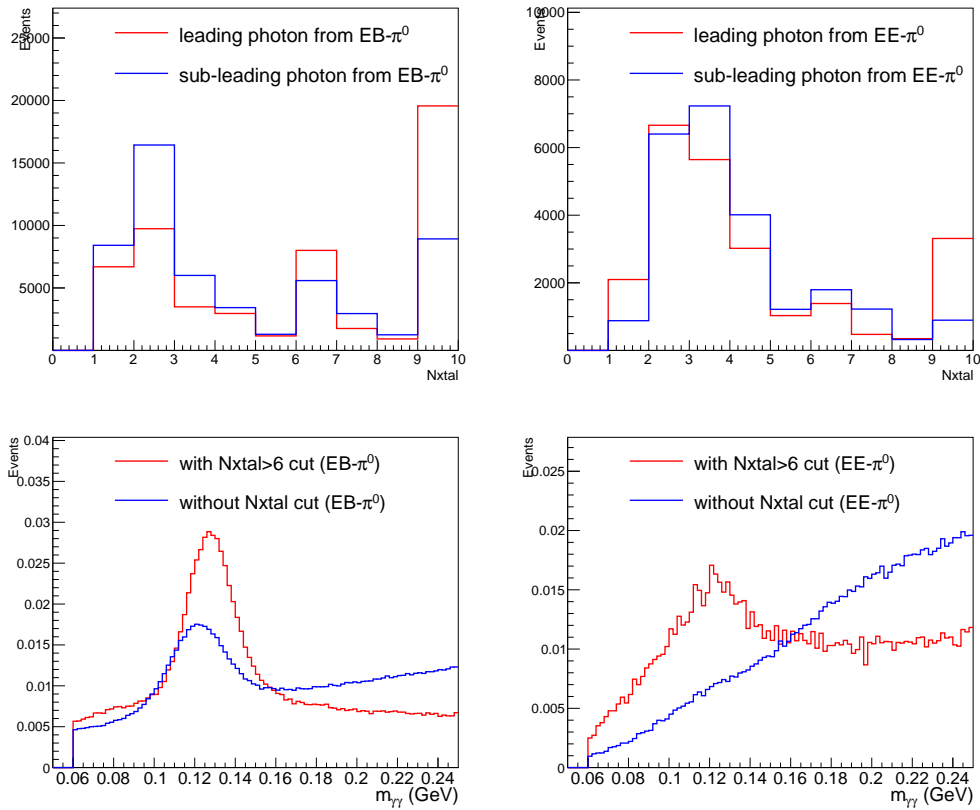 Events
leading photon from EB-π⁰
sub-leading photon from EB-π⁰
25000
20000
15000
10000
5000
0 1 2 3 4 5 6 7 8 9 10
Nxtal
Events
leading photon from EE-π⁰
sub-leading photon from EE-π⁰
10000
8000
6000
4000
2000
0
0 1 2 3 4 5 6 7 8 9 10
Nxtal
Events
with Nxtal>6 cut (EB-π⁰)
without Nxtal cut (EB-π⁰)
0.04
0.035
0.03
0.025
0.02
0.015
0.01
0.005
0
0.06 0.08 0.1 0.12 0.14 0.16 0.18 0.2 0.22 0.24
mγγ (GeV)
Events
with Nxtal>6 cut (EE-π⁰)
without Nxtal cut (EE-π⁰)
0.025
0.02
0.015
0.01
0.005
0
0.06 0.08 0.1 0.12 0.14 0.16 0.18 0.2 0.22 0.24
mγγ (GeV)